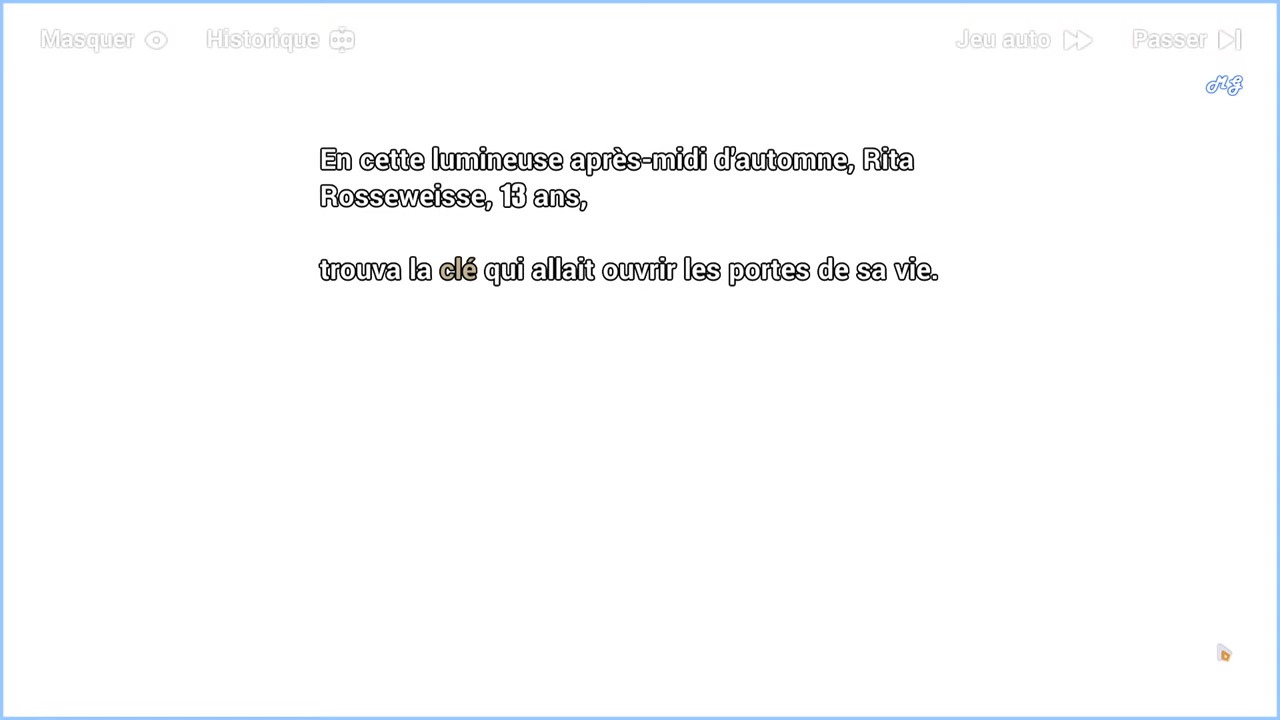 Masquer Historique Jeu auto Passer
MG
En cette lumineuse après-midi d'automne, Rita
Rosseweisse, 13 ans,
trouva la clé qui allait ouvrir les portes de sa vie.